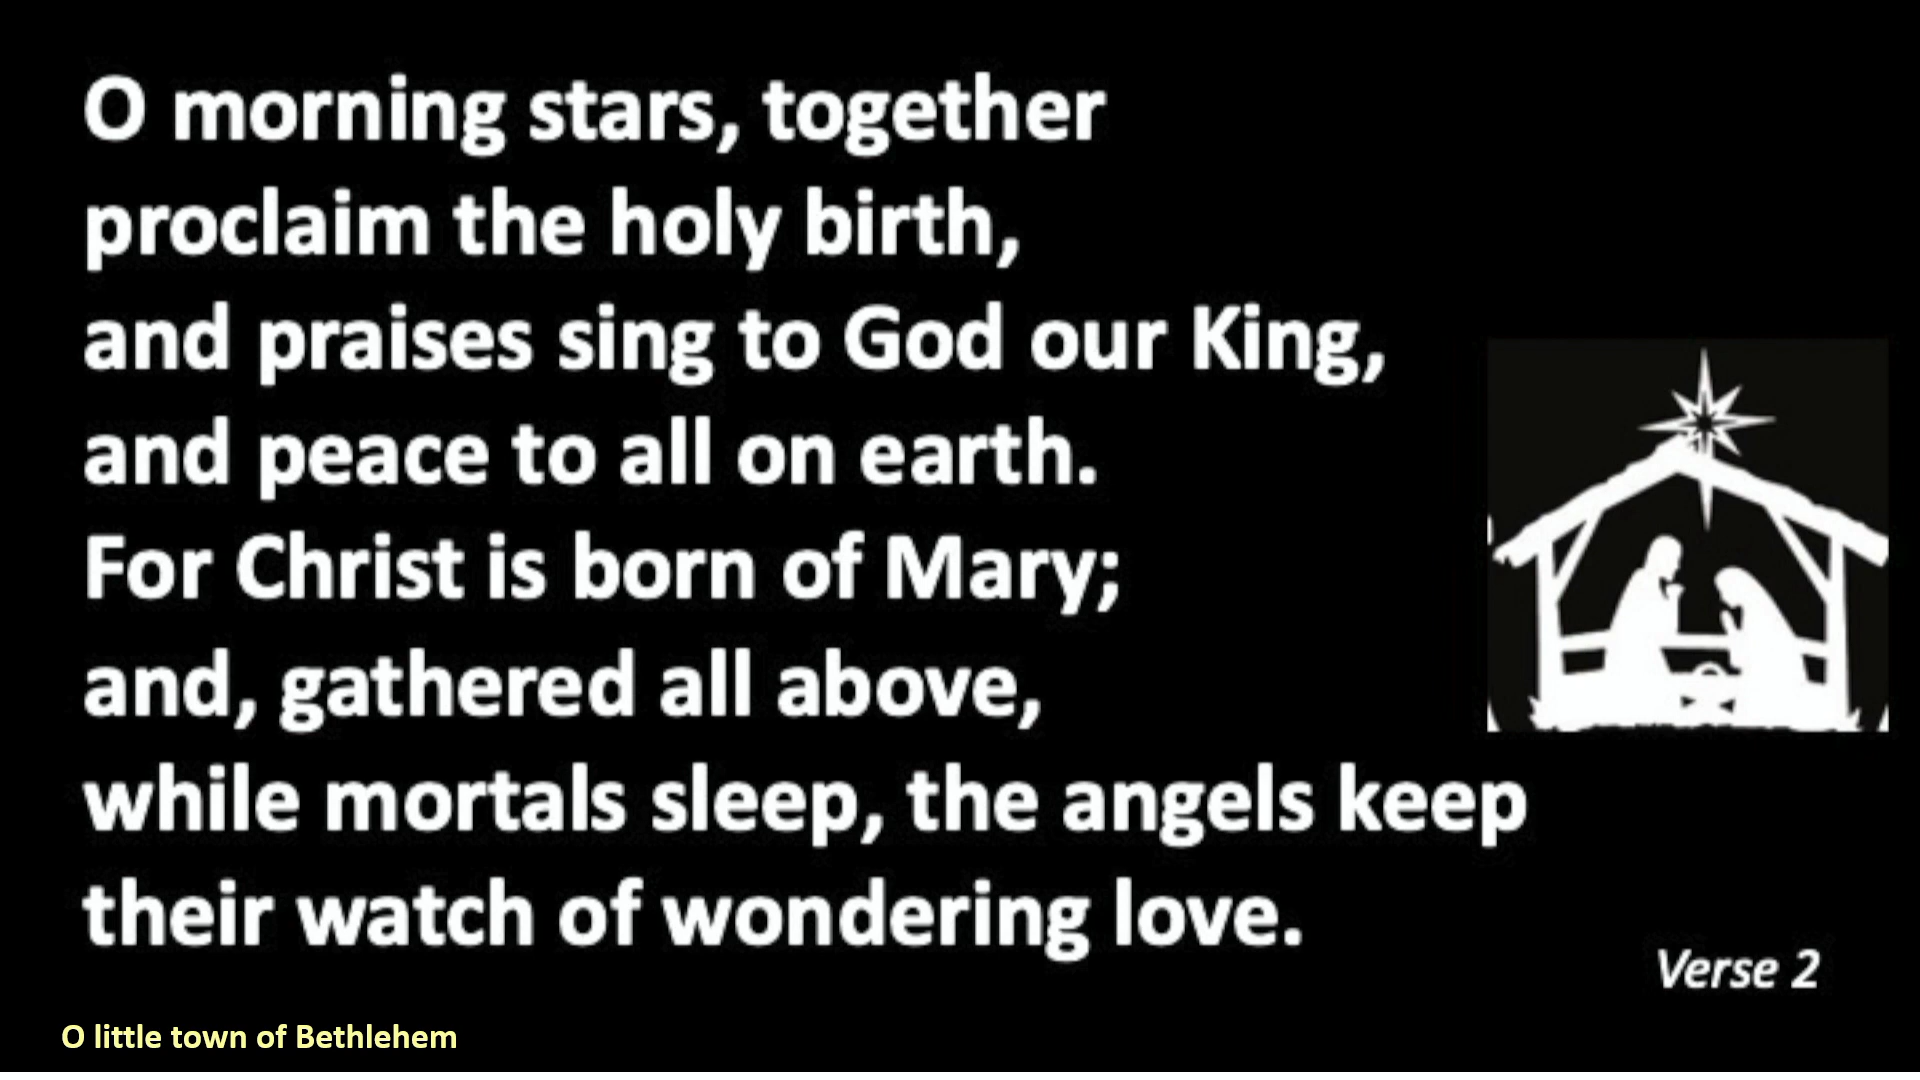 O morning stars, together
proclaim the holy birth,
and praises sing to God our King,
and peace to all on earth.
For Christ is born of Mary;
and, gathered all above,
while mortals sleep, the angels keep
their watch of wondering love.
Verse 2
O little town of Bethlehem